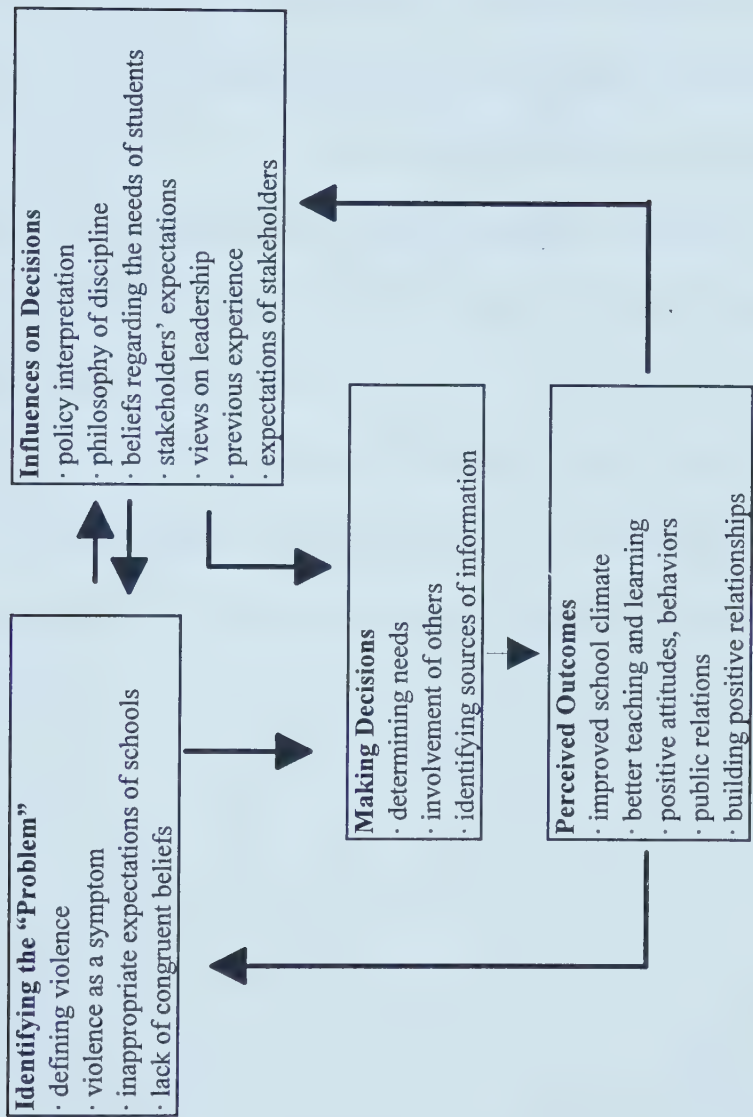 Identifying the “Problem”
· defining violence
· violence as a symptom
· inappropriate expectations of schools
· lack of congruent beliefs
Influences on Decisions
· policy interpretation
· philosophy of discipline
· beliefs regarding the needs of students
· stakeholders’ expectations
· views on leadership
· previous experience
· expectations of stakeholders
Making Decisions
· determining needs
· involvement of others
· identifying sources of information
Perceived Outcomes
· improved school climate
· better teaching and learning
· positive attitudes, behaviors
· public relations
· building positive relationships